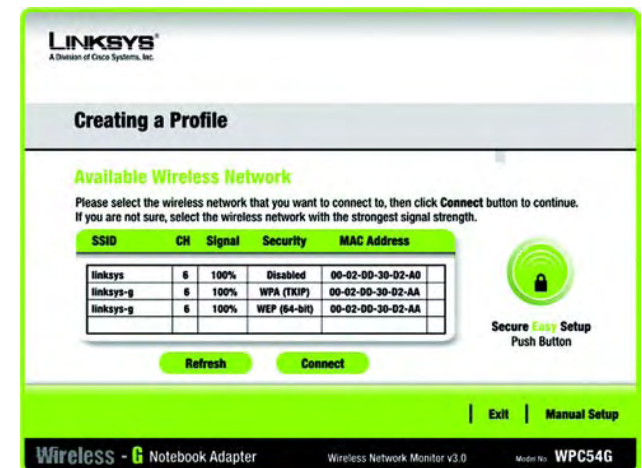 LINKSYS®
A Division of Cisco Systems, Inc.
Creating a Profile
Available Wireless Network
Please select the wireless network that you want to connect to, then click Connect button to continue.
If you are not sure, select the wireless network with the strongest signal strength.
SSID CH Signal Security MAC Address
linksys 6 100% Disabled 00-02-DD-30-D2-A0
linksys-g 6 100% WPA (TKIP) 00-02-DD-30-D2-AA
linksys-g 6 100% WEP (64-bit) 00-02-DD-30-D2-AA
Secure Easy Setup
Push Button
Refresh Connect
Exit Manual Setup
Wireless - G Notebook Adapter Wireless Network Monitor v3.0 Model No. WPC54G